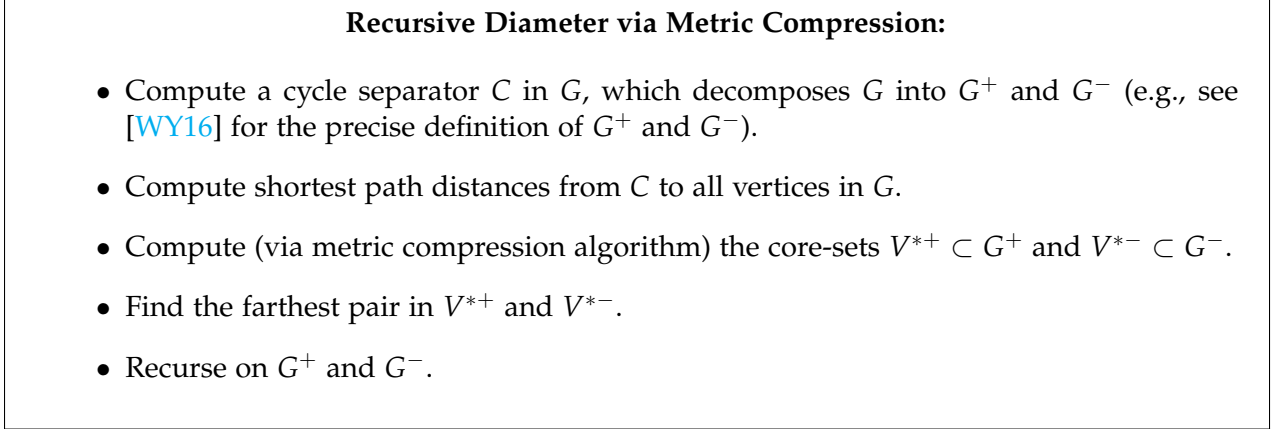 Recursive Diameter via Metric Compression:
• Compute a cycle separator C in G, which decomposes G into G⁺ and G⁻ (e.g., see
[WY16] for the precise definition of G⁺ and G⁻).
• Compute shortest path distances from C to all vertices in G.
• Compute (via metric compression algorithm) the core-sets V*⁺ ⊂ G⁺ and V*⁻ ⊂ G⁻.
• Find the farthest pair in V*⁺ and V*⁻.
• Recurse on G⁺ and G⁻.